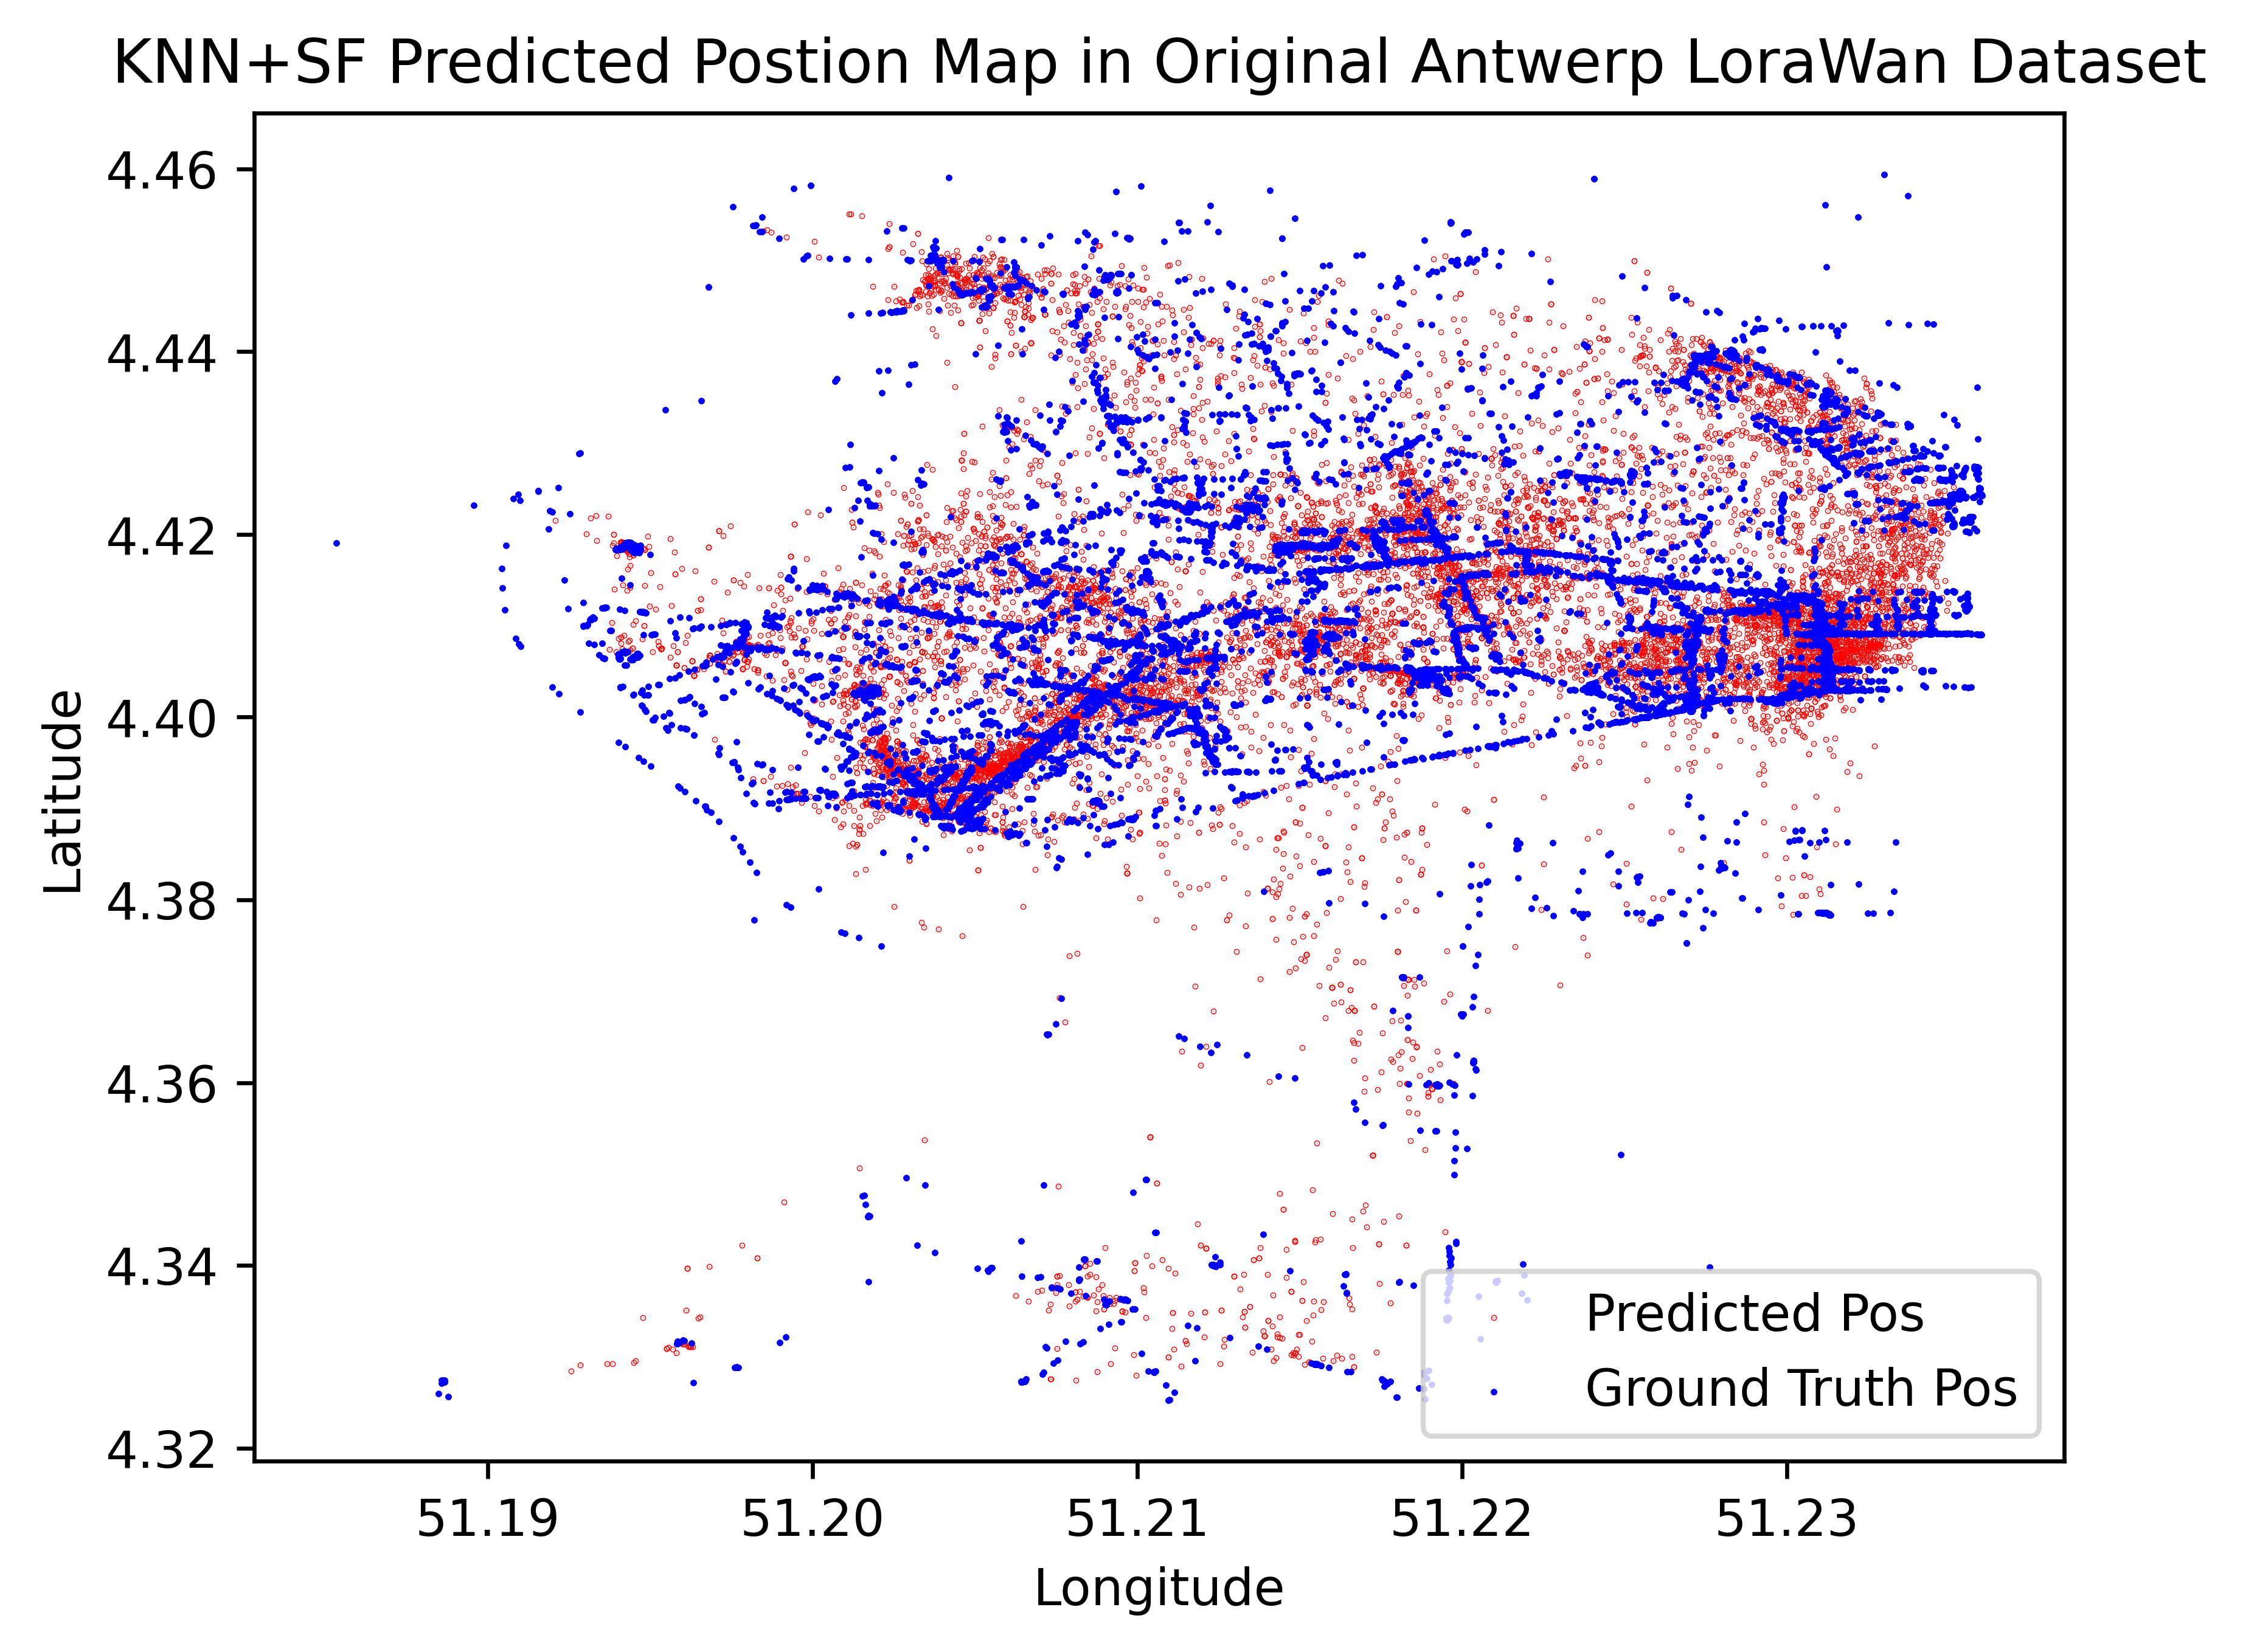 KNN+SF Predicted Postion Map in Original Antwerp LoraWan Dataset
4.46
4.44
4.42
4.40
4.38
4.36
4.34
4.32
Latitude
Predicted Pos
Ground Truth Pos
51.19 51.20 51.21 51.22 51.23
Longitude